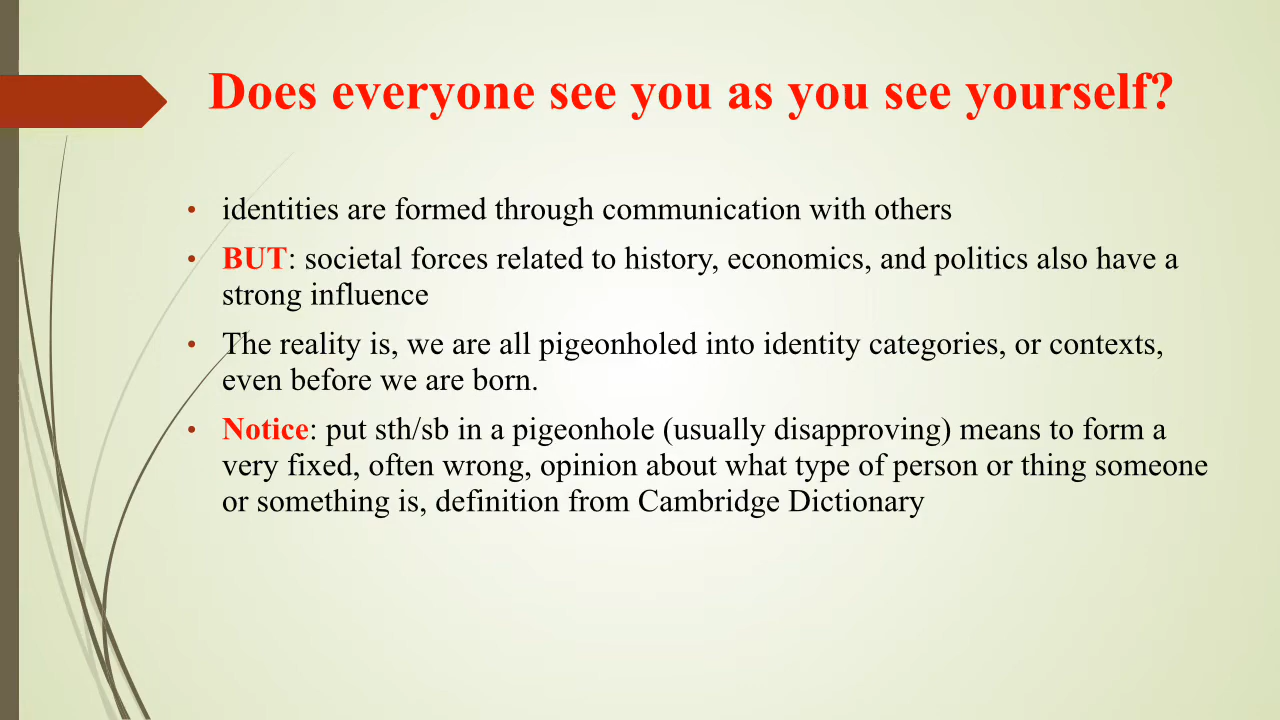 Does everyone see you as you see yourself?
• identities are formed through communication with others
• BUT: societal forces related to history, economics, and politics also have a
strong influence
• The reality is, we are all pigeonholed into identity categories, or contexts,
even before we are born.
• Notice: put sth/sb in a pigeonhole (usually disapproving) means to form a
very fixed, often wrong, opinion about what type of person or thing someone
or something is, definition from Cambridge Dictionary